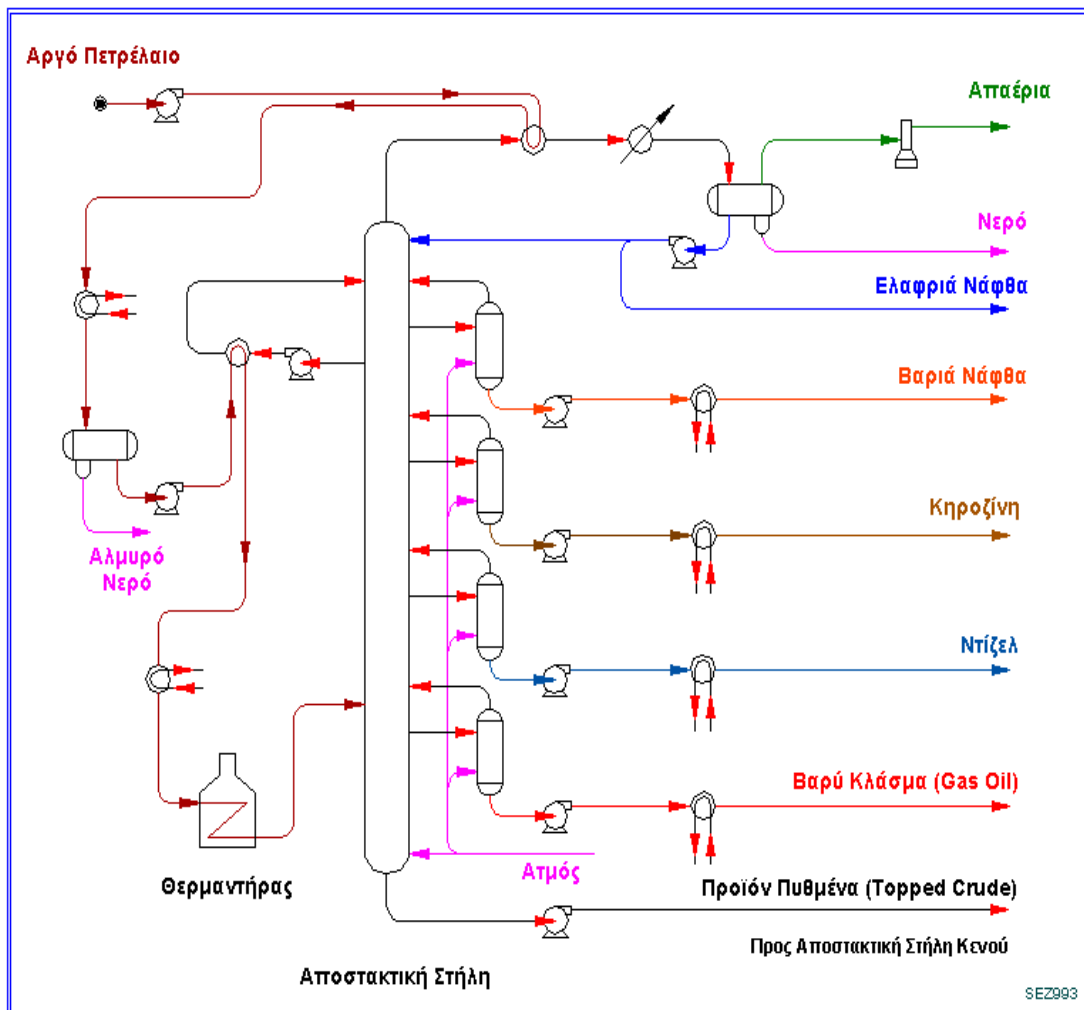 Αργό Πετρέλαιο
Απαέρια
Νερό
Ελαφριά Νάφθα
Βαριά Νάφθα
Αλμυρό
Νερό
Κηροζίνη
Ντίζελ
Βαρύ Κλάσμα (Gas Oil)
Ατμός
Θερμαντήρας
Προϊόν Πυθμένα (Topped Crude)
Προς Αποστακτική Στήλη Κενού
Αποστακτική Στήλη
SEZ993